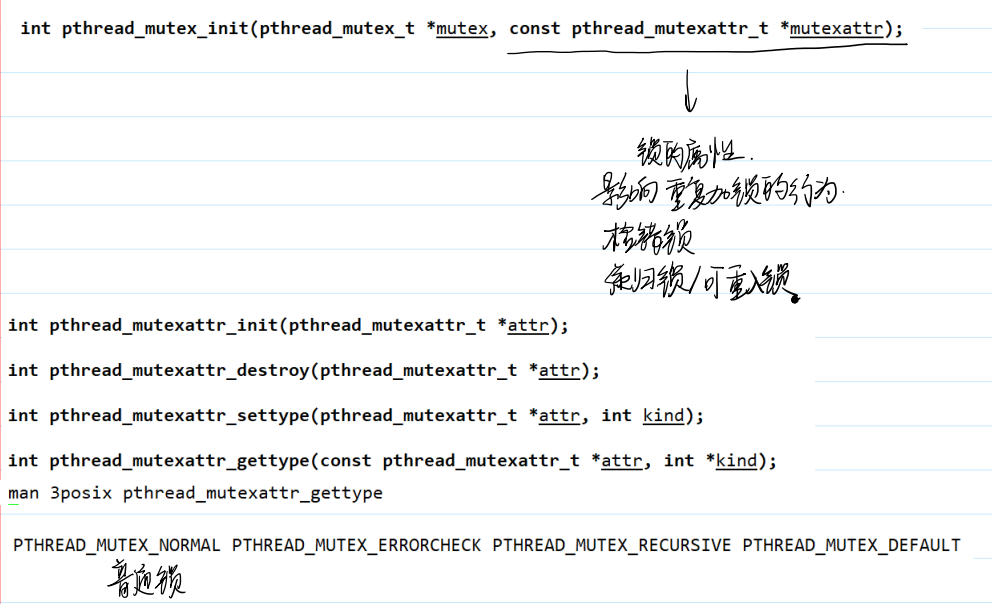 int pthread_mutex_init(pthread_mutex_t *mutex, const pthread_mutexattr_t *mutexattr);
锁的属性.
影响重复加锁的行为.
检错锁
递归锁/可重入锁
int pthread_mutexattr_init(pthread_mutexattr_t *attr);
int pthread_mutexattr_destroy(pthread_mutexattr_t *attr);
int pthread_mutexattr_settype(pthread_mutexattr_t *attr, int kind);
int pthread_mutexattr_gettype(const pthread_mutexattr_t *attr, int *kind);
man 3posix pthread_mutexattr_gettype
PTHREAD_MUTEX_NORMAL PTHREAD_MUTEX_ERRORCHECK PTHREAD_MUTEX_RECURSIVE PTHREAD_MUTEX_DEFAULT
普通锁